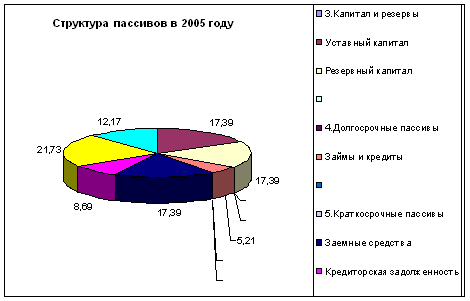 Структура пассивов в 2005 году
12,17
17,39
21,73
17,39
8,69
17,39
5,21
3.Капитал и резервы
Уставный капитал
Резервный капитал
4.Долгосрочные пассивы
Займы и кредиты
5.Краткосрочные пассивы
Заемные средства
Кредиторская задолженность